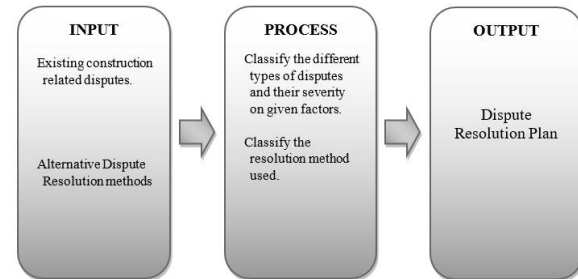 INPUT
Existing construction
related disputes.
Alternative Dispute
Resolution methods
PROCESS
Classify the different
types of disputes
and their severity
on given factors.
Classify the
resolution method
used.
OUTPUT
Dispute
Resolution Plan